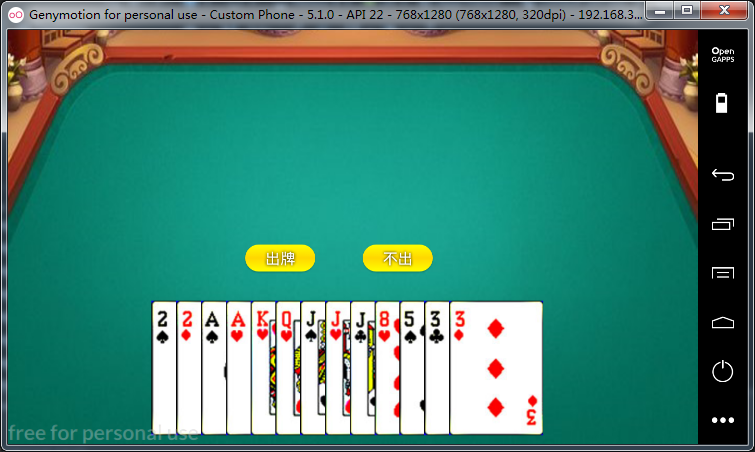 Genymotion for personal use - Custom Phone - 5.1.0 - API 22 - 768x1280 (768x1280, 320dpi) - 192.168.3...
Open
GAPPS
出牌 不出
2 2 A A K Q J J J 8 5 3 3
3
free for personal use